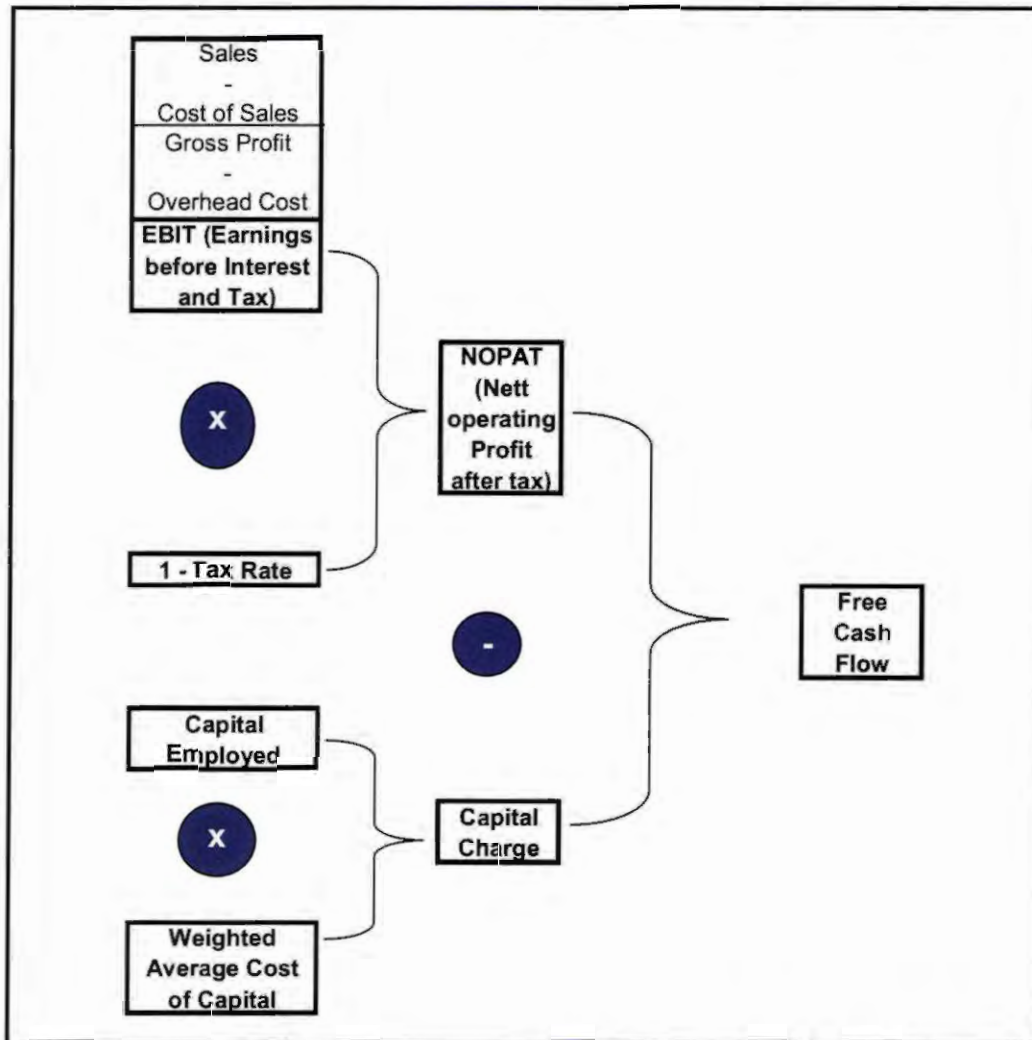 Sales
-
Cost of Sales
Gross Profit
-
Overhead Cost
EBIT (Earnings
before Interest
and Tax)
X
1 - Tax Rate
NOPAT
(Nett
operating
Profit
after tax)
-
Capital
Employed
X
Weighted
Average Cost
of Capital
Capital
Charge
Free
Cash
Flow